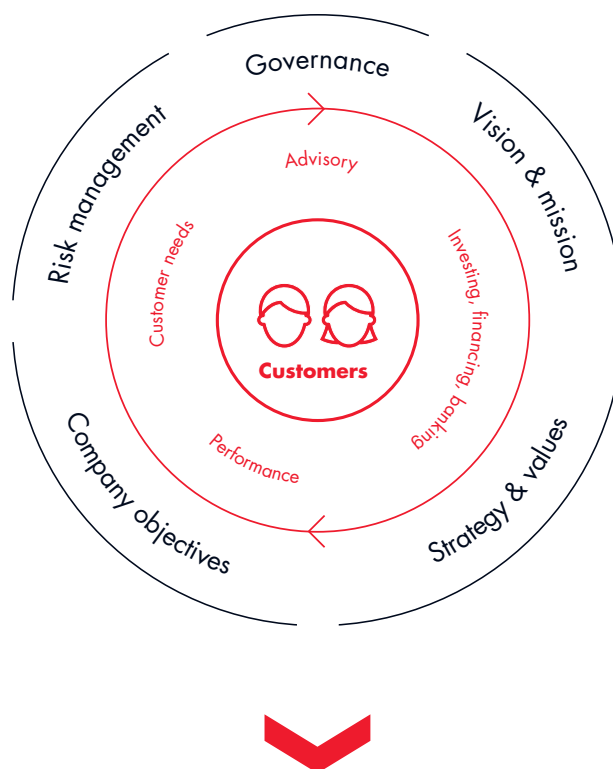 Governance
Vision & mission
Strategy & values
Company objectives
Risk management
Advisory
Investing, financing, banking
Performance
Customer needs
Customers